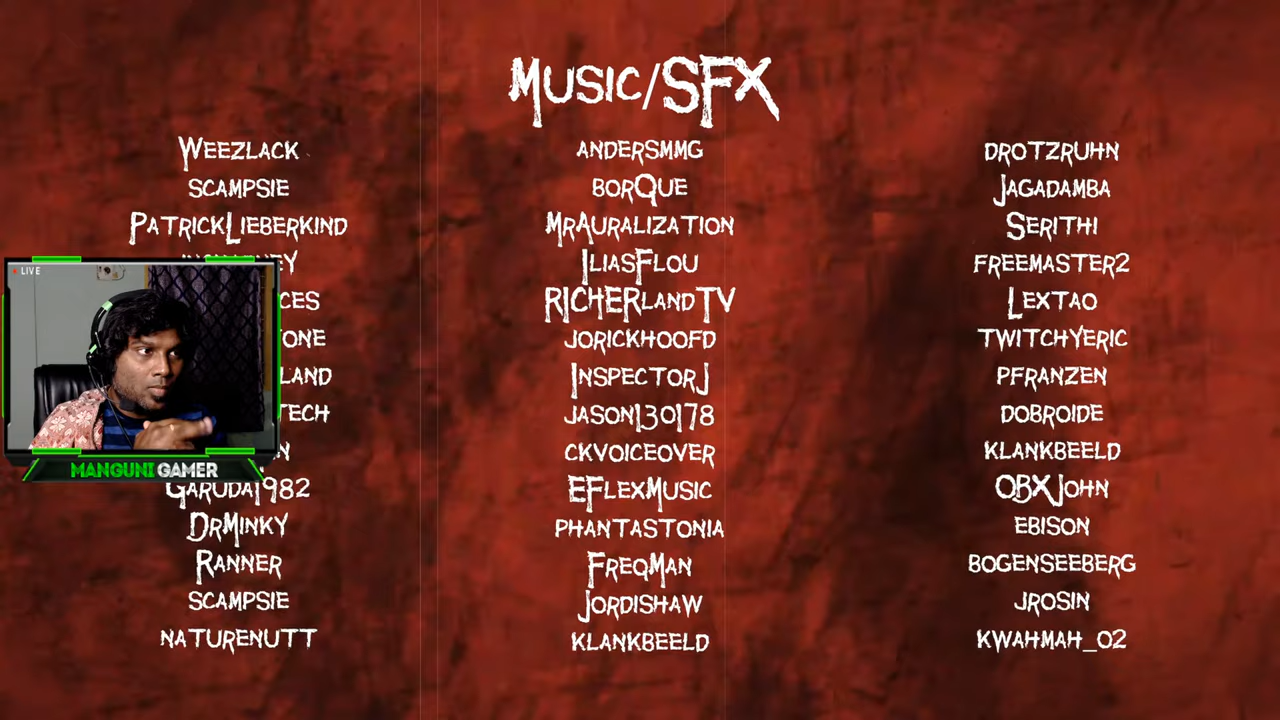 Music/SFX
Weezlack
scampsie
PatrickLieberkind
Garuda1982
DrMinky
Ranner
scampsie
naturenutt
andersmmg
borQue
MrAuralization
IliasFlou
RICHERlandTV
jorickhoofd
InspectorJ
jason130178
ckvoiceover
EFlexMusic
phantastonia
FreqMan
Jordishaw
klankbeeld
drotzruhn
Jagadamba
Serithi
freemaster2
Lextao
twitchyeric
pfranzen
dobroide
klankbeeld
OBXJohn
ebison
bogenseeberg
jrosin
kwahmah_02
LIVE
MANGUNI GAMER